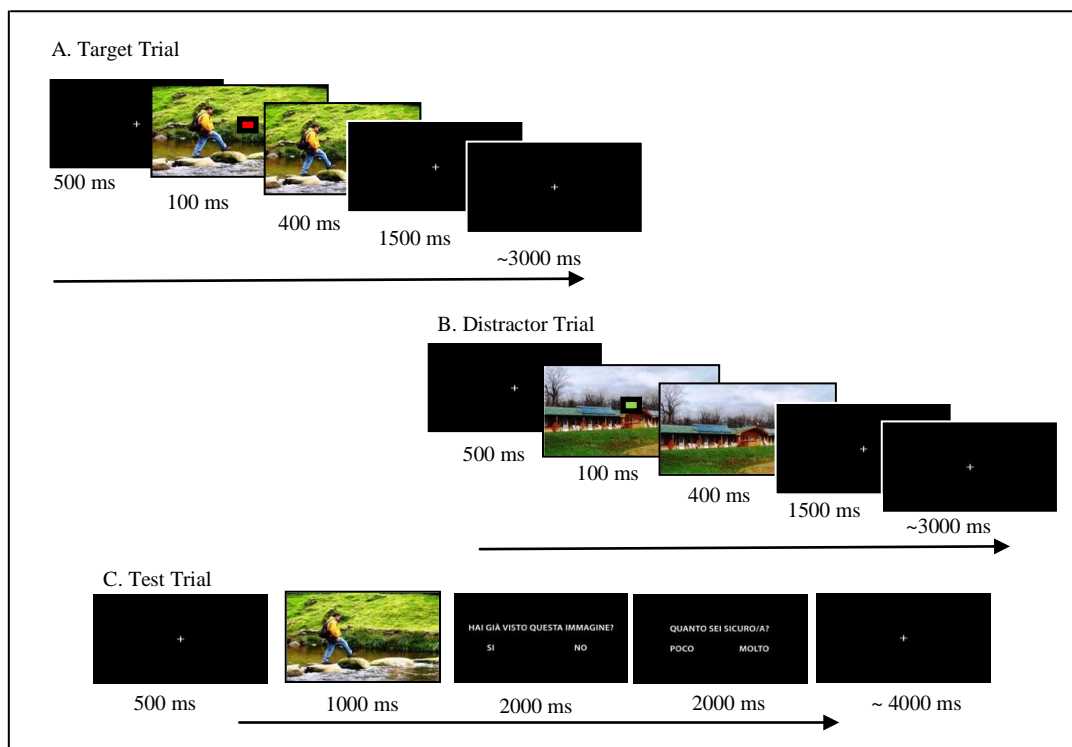 A. Target Trial
500 ms
100 ms
400 ms
1500 ms
~3000 ms
B. Distractor Trial
500 ms
100 ms
400 ms
1500 ms
~3000 ms
C. Test Trial
HAI GIÀ VISTO QUESTA IMMAGINE?
SI NO
QUANTO SEI SICURO/A?
POCO MOLTO
500 ms
1000 ms
2000 ms
2000 ms
~ 4000 ms